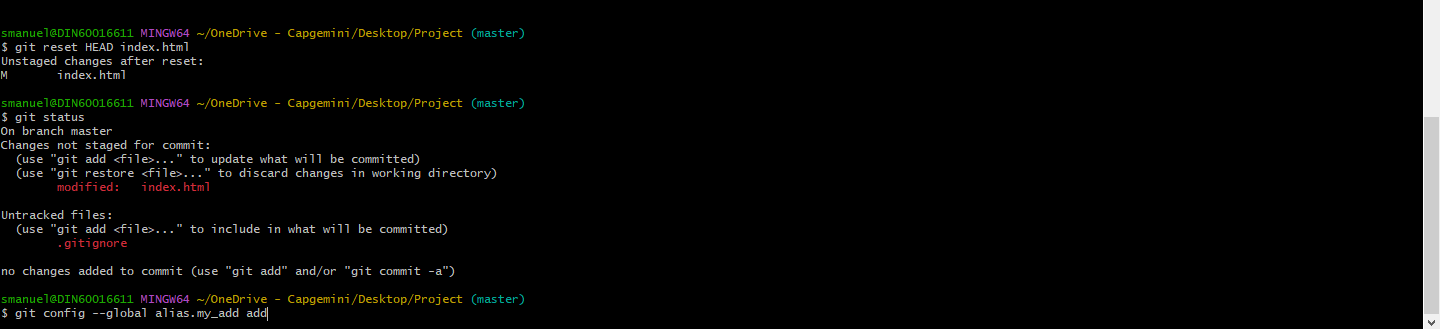 smanuel@DIN60016611 MINGW64 ~/OneDrive - Capgemini/Desktop/Project (master)
$ git reset HEAD index.html
Unstaged changes after reset:
M       index.html

smanuel@DIN60016611 MINGW64 ~/OneDrive - Capgemini/Desktop/Project (master)
$ git status
On branch master
Changes not staged for commit:
  (use "git add <file>..." to update what will be committed)
  (use "git restore <file>..." to discard changes in working directory)
        modified:   index.html

Untracked files:
  (use "git add <file>..." to include in what will be committed)
        .gitignore

no changes added to commit (use "git add" and/or "git commit -a")

smanuel@DIN60016611 MINGW64 ~/OneDrive - Capgemini/Desktop/Project (master)
$ git config --global alias.my_add add